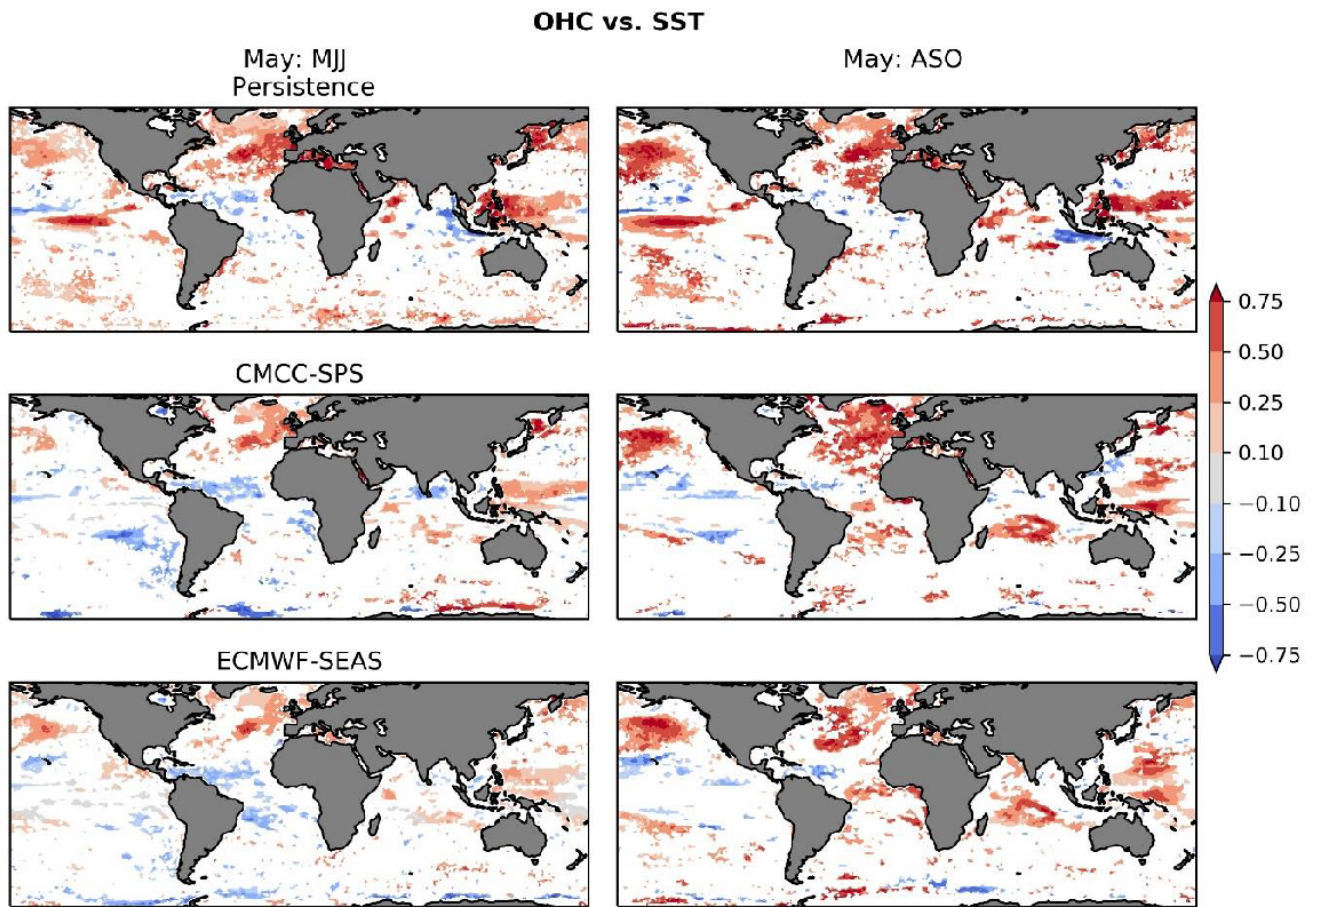 OHC vs. SST
May: MJJ
Persistence
May: ASO
CMCC-SPS
ECMWF-SEAS
0.75
0.50
0.25
0.10
−0.10
−0.25
−0.50
−0.75